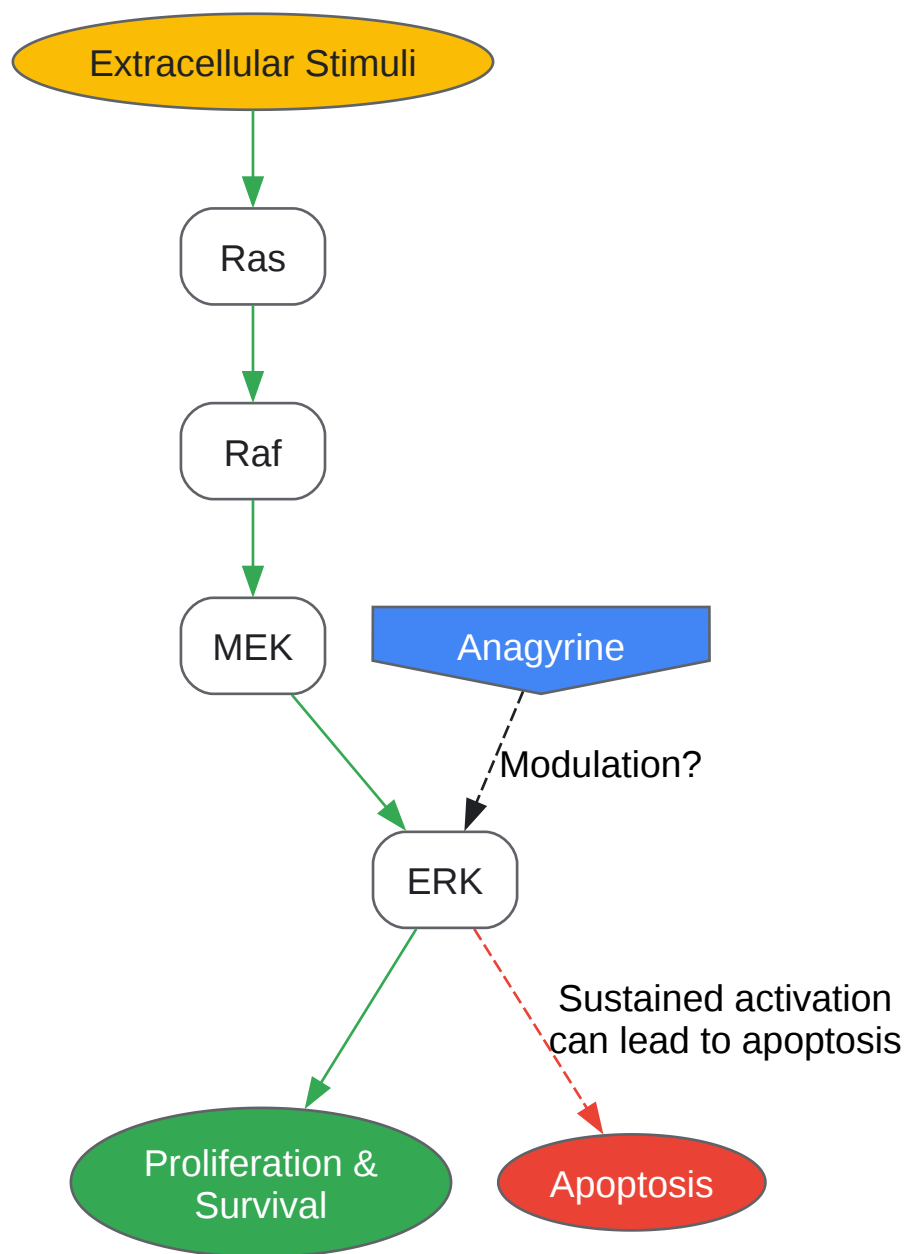 Extracellular Stimuli
Ras
Raf
MEK
Anagyrine
Modulation?
ERK
Sustained activation
can lead to apoptosis
Proliferation &
Survival
Apoptosis